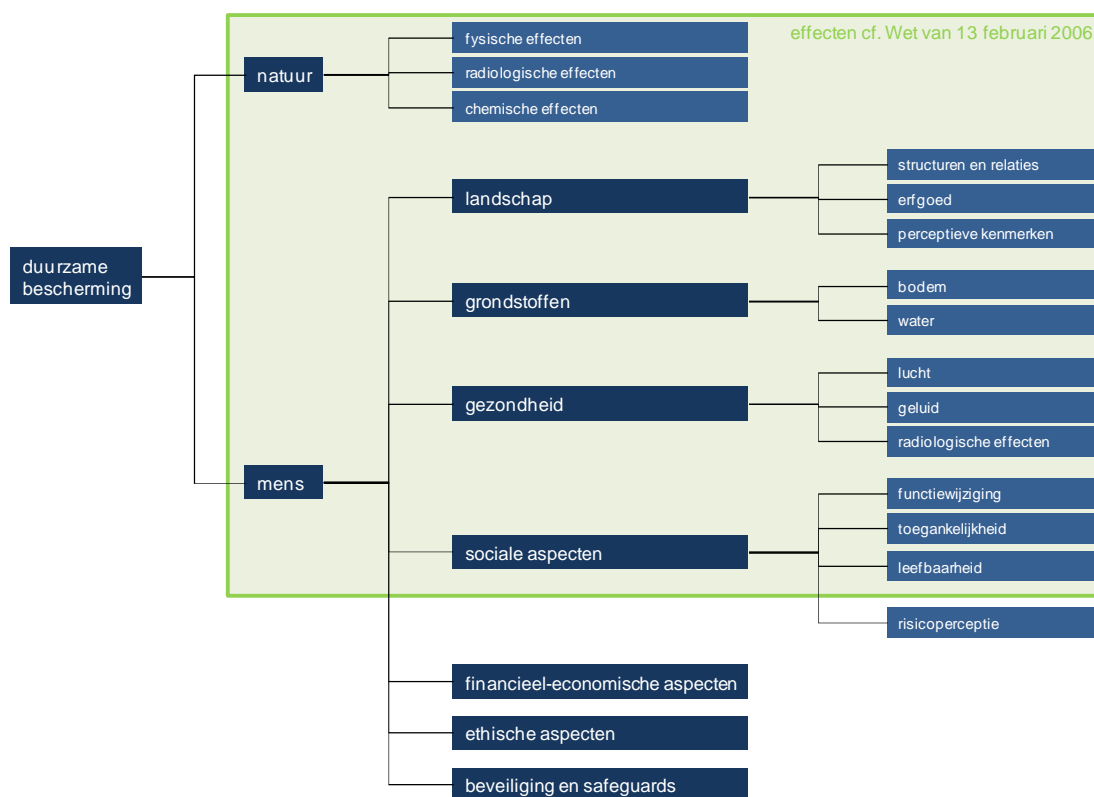 effecten cf. Wet van 13 februari 2006
fysische effecten
natuur
radiologische effecten
chemische effecten
structuren en relaties
landschap
erfgoed
perceptieve kenmerken
duurzame
bescherming
bodem
grondstoffen
water
lucht
gezondheid
geluid
radiologische effecten
mens
functiewijziging
toegankelijkheid
sociale aspecten
leefbaarheid
risicoperceptie
financieel-economische aspecten
ethische aspecten
beveiliging en safeguards